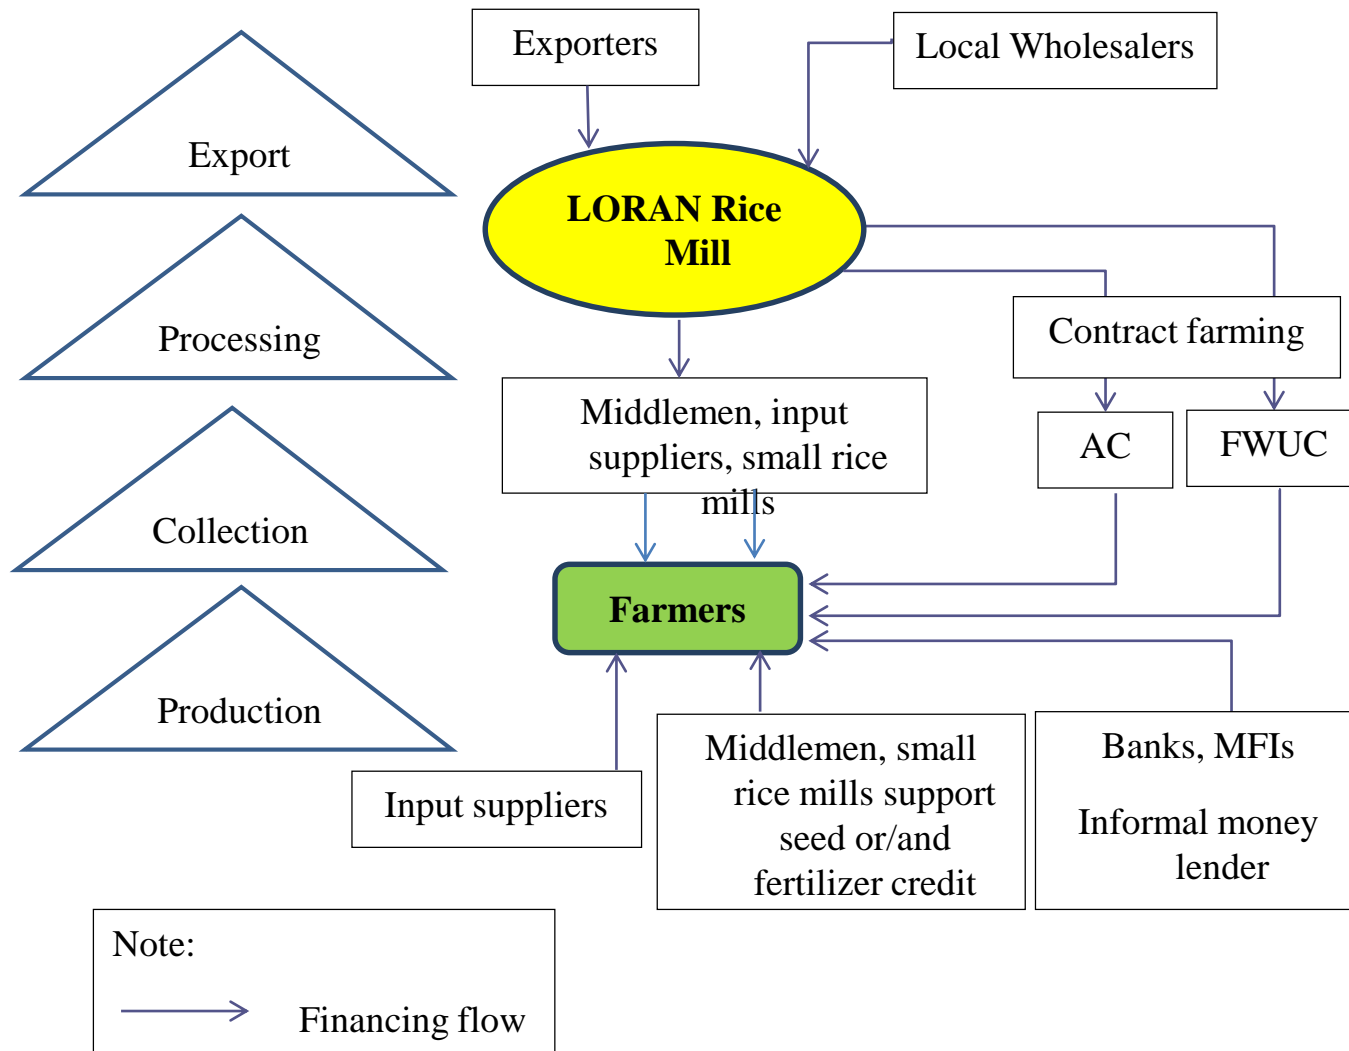 Exporters
Local Wholesalers
Export
LORAN Rice
Mill
Processing
Contract farming
Middlemen, input
suppliers, small rice
mills
AC
FWUC
Collection
Farmers
Production
Input suppliers
Middlemen, small
rice mills support
seed or/and
fertilizer credit
Banks, MFIs
Informal money
lender
Note:
Financing flow